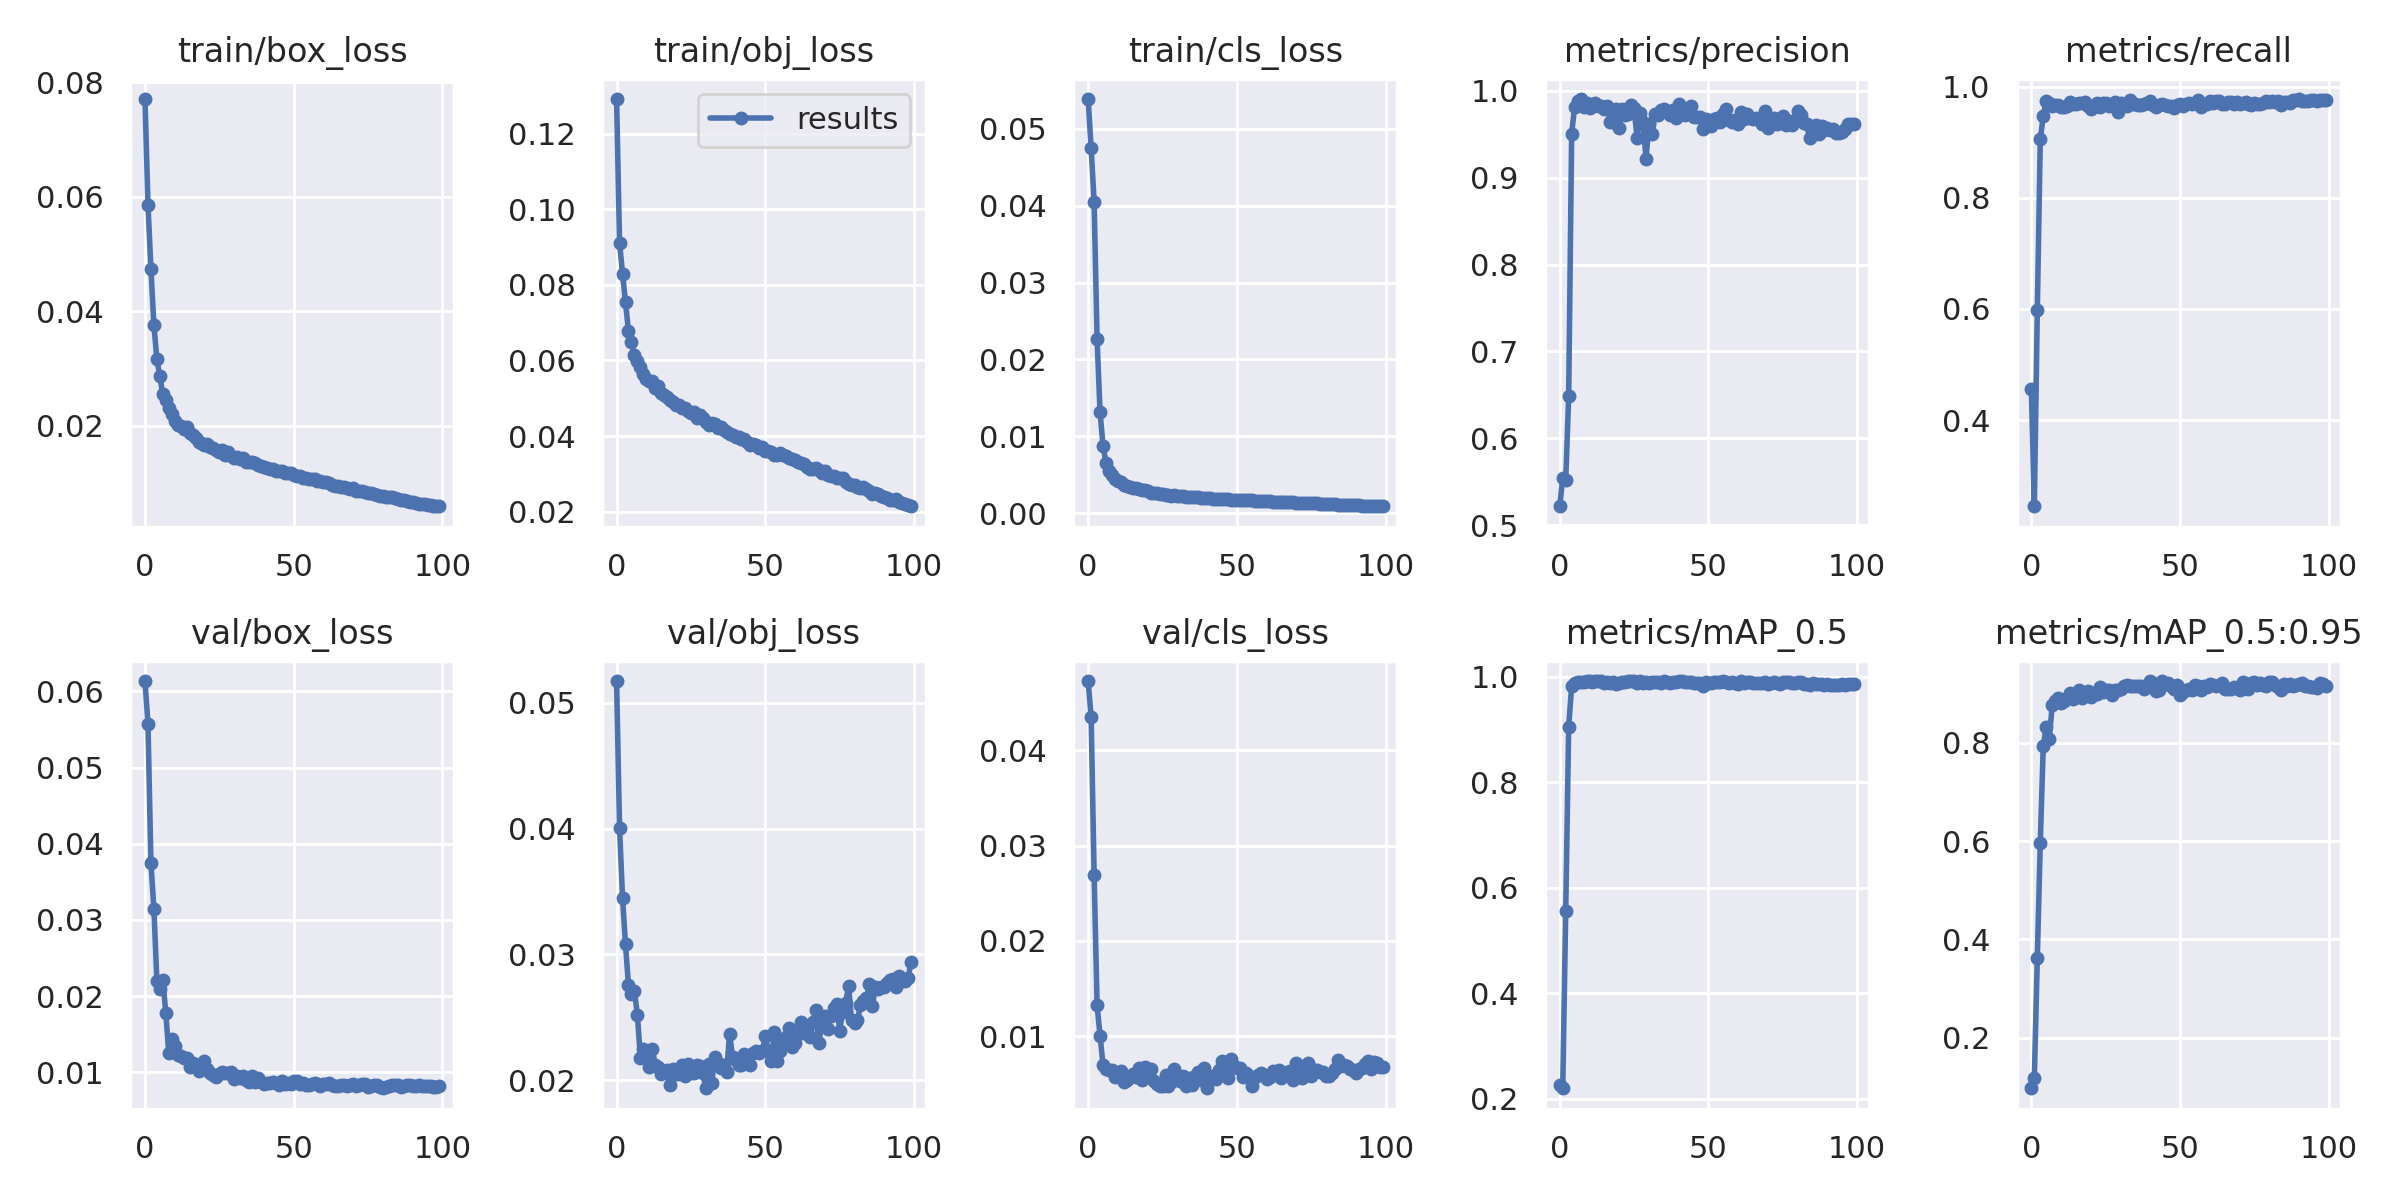 train/box_loss
0.08
0.06
0.04
0.02
0 50 100
train/obj_loss
results
0.12
0.10
0.08
0.06
0.04
0.02
0 50 100
train/cls_loss
0.05
0.04
0.03
0.02
0.01
0.00
0 50 100
metrics/precision
1.0
0.9
0.8
0.7
0.6
0.5
0 50 100
metrics/recall
1.0
0.8
0.6
0.4
0 50 100
val/box_loss
0.06
0.05
0.04
0.03
0.02
0.01
0 50 100
val/obj_loss
0.05
0.04
0.03
0.02
0 50 100
val/cls_loss
0.04
0.03
0.02
0.01
0 50 100
metrics/mAP_0.5
1.0
0.8
0.6
0.4
0.2
0 50 100
metrics/mAP_0.5:0.95
0.8
0.6
0.4
0.2
0 50 100